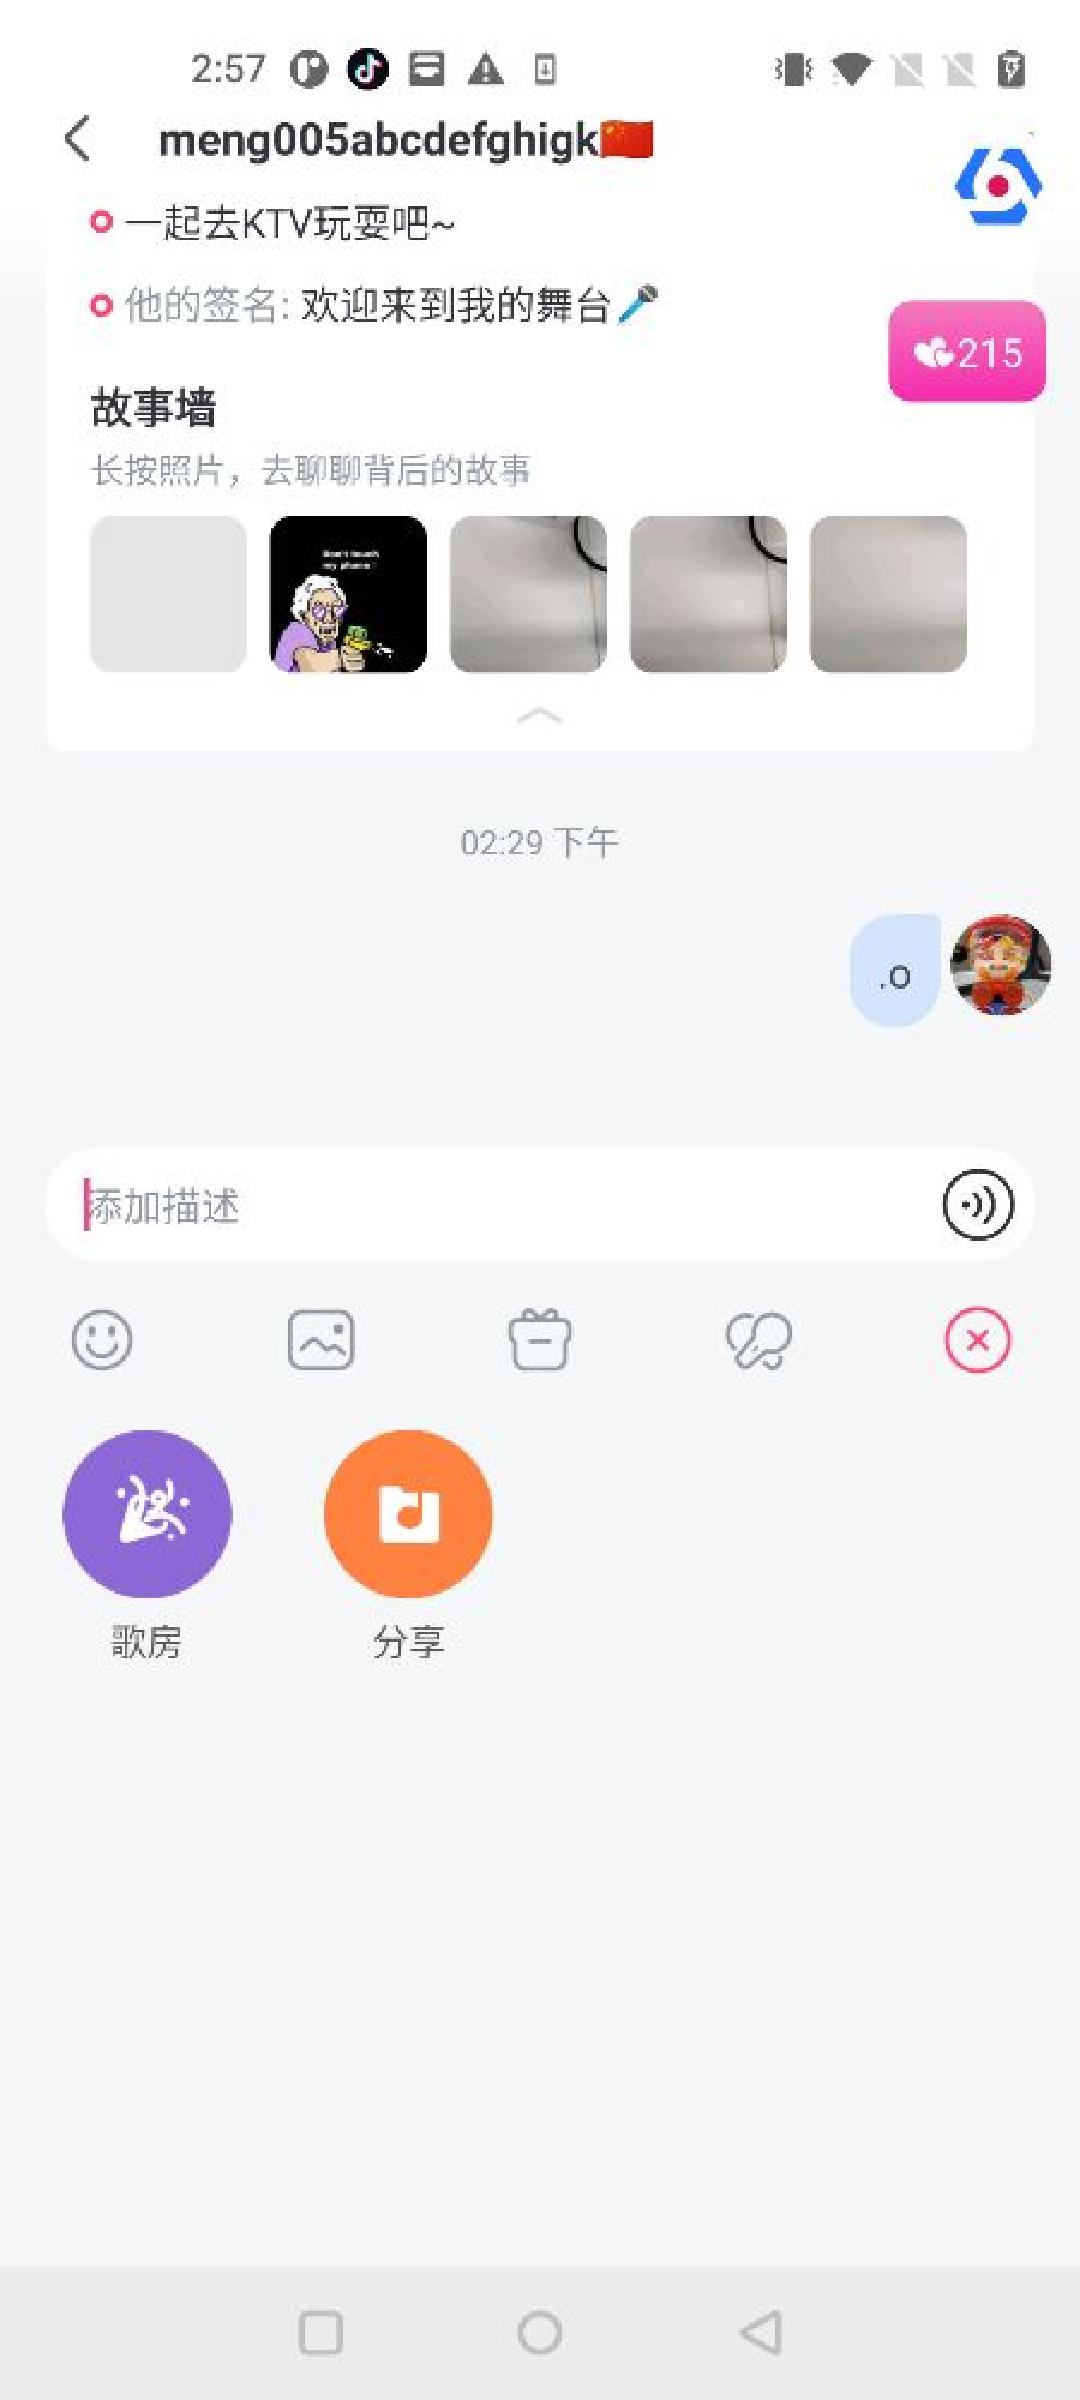 2:57
meng005abcdefghigk🇨🇳
一起去KTV玩耍吧~
他的签名: 欢迎来到我的舞台🎤
215
故事墙
长按照片，去聊聊背后的故事
Don't touch
my phone!
02:29 下午
.o
添加描述
歌房
分享